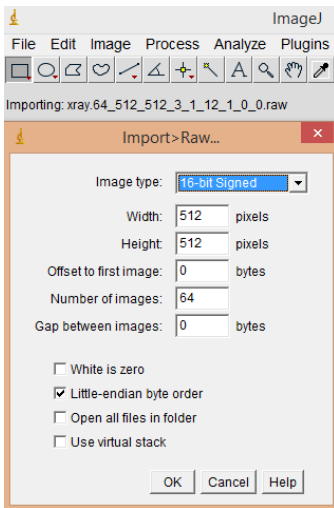 ImageJ
File Edit Image Process Analyze Plugins
A
Importing: xray.64_512_512_3_1_12_1_0_0.raw
Import>Raw...
Image type: 16-bit Signed
Width: 512 pixels
Height: 512 pixels
Offset to first image: 0 bytes
Number of images: 64
Gap between images: 0 bytes
White is zero
Little-endian byte order
Open all files in folder
Use virtual stack
OK Cancel Help